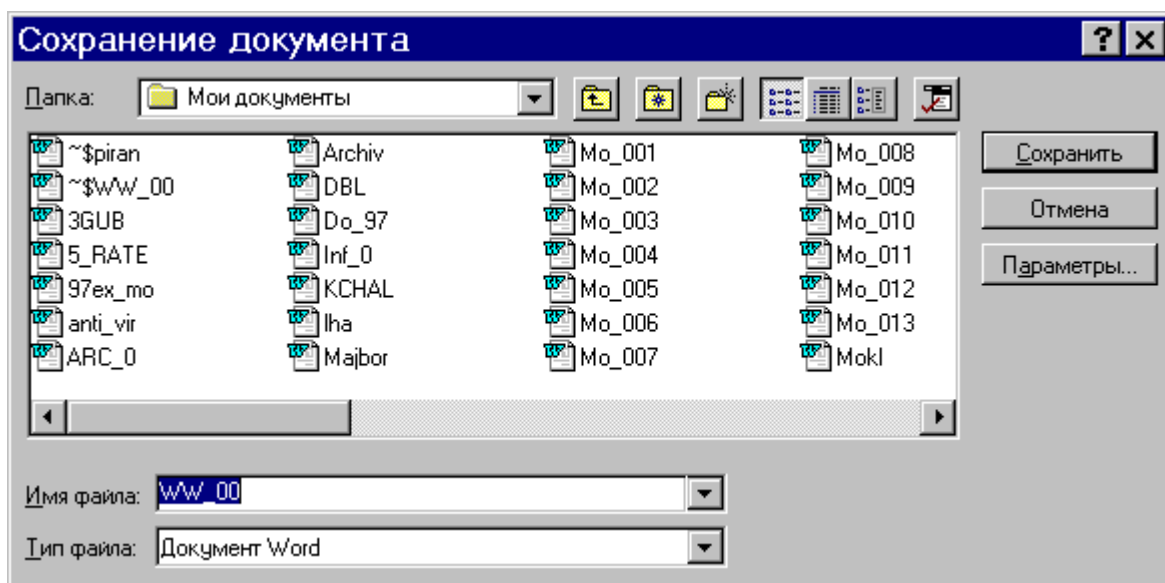 Сохранение документа
Папка: Мои документы
~$piran Archiv Mo_001 Mo_008
~$WW_00 DBL Mo_002 Mo_009
3GUB Do_97 Mo_003 Mo_010
5_RATE Inf_0 Mo_004 Mo_011
97ex_mo KCHAL Mo_005 Mo_012
anti_vir lha Mo_006 Mo_013
ARC_0 Majbor Mo_007 Mokl
Сохранить
Отмена
Параметры...
Имя файла: WW_00
Тип файла: Документ Word